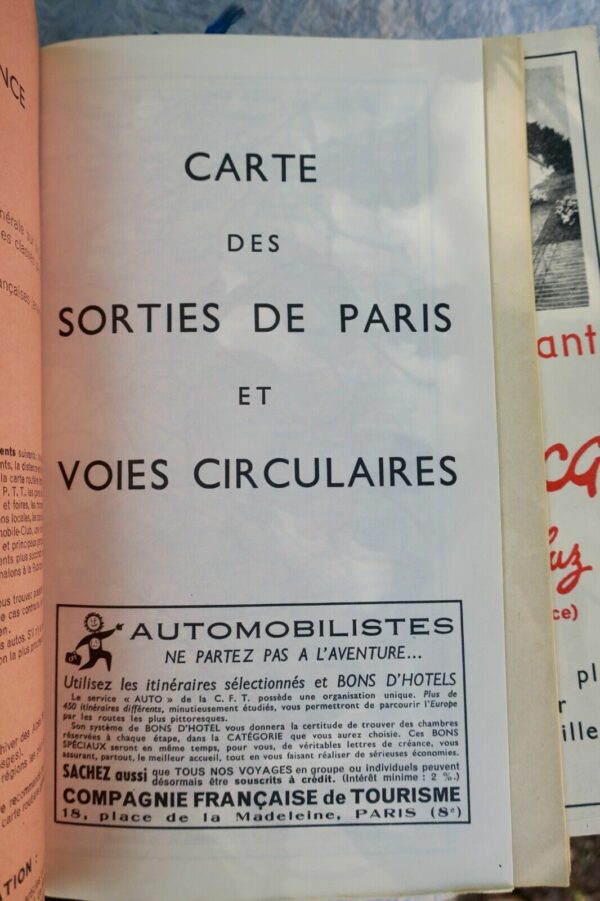 NCE
CARTE
DES
SORTIES DE PARIS
ET
VOIES CIRCULAIRES
AUTOMOBILISTES
NE PARTEZ PAS A L'AVENTURE...
Utilisez les itinéraires sélectionnés et BONS D'HOTELS
Le service « AUTO » de la C. F. T. possède une organisation unique. Plus de
450 itinéraires différents, minutieusement étudiés, vous permettront de parcourir l'Europe
par les routes les plus pittoresques.
Son système de BONS D'HOTEL vous donnera la certitude de trouver des chambres
réservées à chaque étape, dans la CATÉGORIE que vous aurez choisie. Ces BONS
SPÉCIAUX seront en même temps, pour vous, de véritables lettres de créance, vous
assurant, partout, le meilleur accueil, tout en vous faisant réaliser de sérieuses économies.
SACHEZ aussi que TOUS NOS VOYAGES en groupe ou individuels peuvent
désormais être souscrits à crédit. (Intérêt minime : 2 %.)
COMPAGNIE FRANÇAISE de TOURISME
18, place de la Madeleine, PARIS (8e)
ant
ce)
pl
r
ille